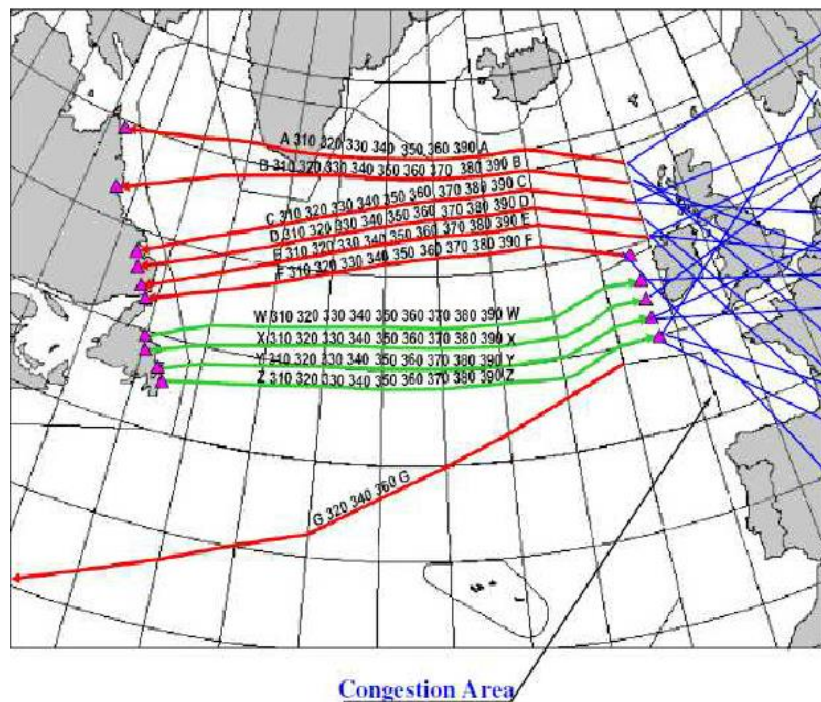 A 310 320 330 340 350 360 390 A
B 310 320 330 340 350 360 370 380 390 B
C 310 320 330 340 350 360 370 380 390 C
D 310 320 330 340 350 360 370 380 390 D
E 310 320 330 340 350 360 370 380 390 E
F 310 320 330 340 350 360 370 380 390 F
W 310 320 330 340 350 360 370 380 390 W
X 310 320 330 340 350 360 370 380 390 X
Y 310 320 330 340 350 360 370 380 390 Y
Z 310 320 330 340 350 360 370 380 390 Z
G 320 340 360 G
Congestion Area